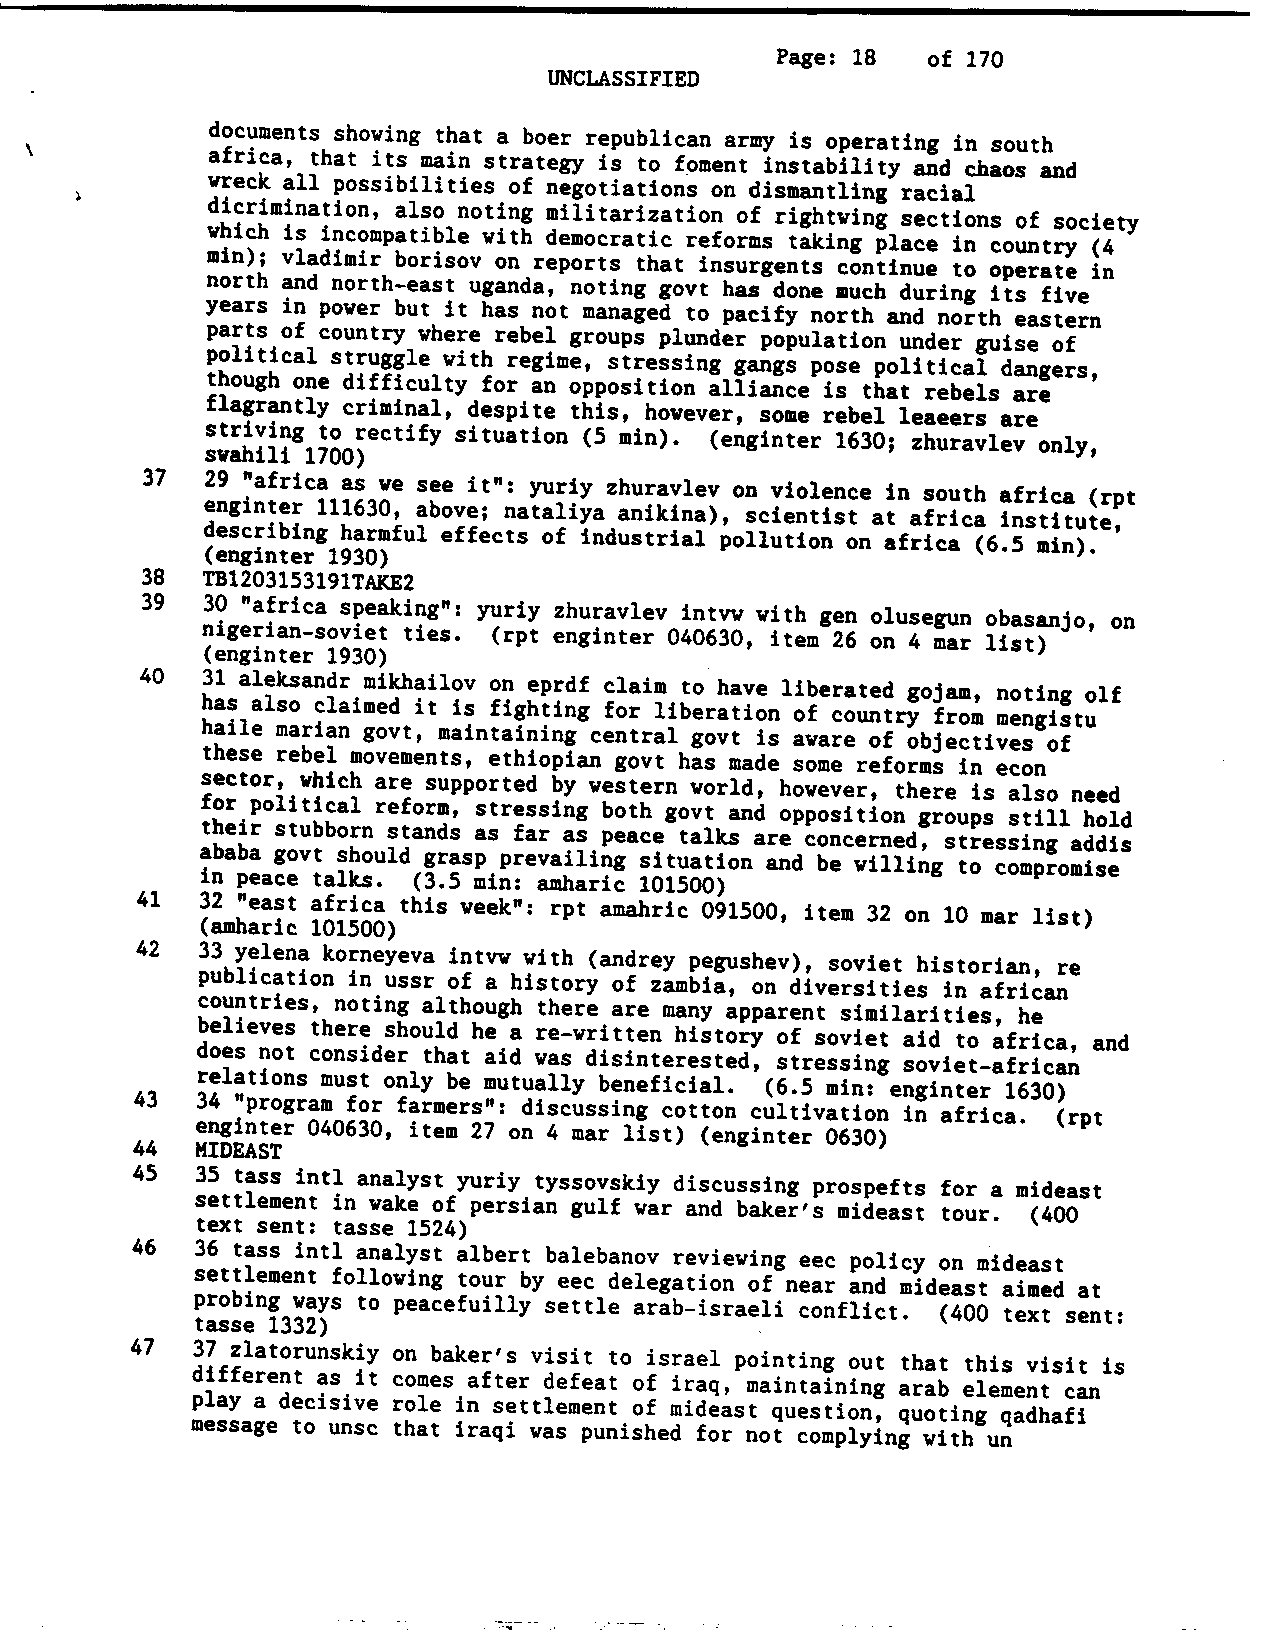 Page: 18 of 170
UNCLASSIFIED
documents showing that a boer republican army is operating in south
africa, that its main strategy is to foment instability and chaos and
wreck all possibilities of negotiations on dismantling racial
dicrimination, also noting militarization of rightwing sections of society
which is incompatible with democratic reforms taking place in country (4
min); vladimir borisov on reports that insurgents continue to operate in
north and north-east uganda, noting govt has done much during its five
years in power but it has not managed to pacify north and north eastern
parts of country where rebel groups plunder population under guise of
political struggle with regime, stressing gangs pose political dangers,
though one difficulty for an opposition alliance is that rebels are
flagrantly criminal, despite this, however, some rebel leaeers are
striving to rectify situation (5 min). (enginter 1630; zhuravlev only,
swahili 1700)
37 29 "africa as we see it": yuriy zhuravlev on violence in south africa (rpt
enginter 111630, above; nataliya anikina), scientist at africa institute,
describing harmful effects of industrial pollution on africa (6.5 min).
(enginter 1930)
38 TB1203153191TAKE2
39 30 "africa speaking": yuriy zhuravlev intvw with gen olusegun obasanjo, on
nigerian-soviet ties. (rpt enginter 040630, item 26 on 4 mar list)
(enginter 1930)
40 31 aleksandr mikhailov on eprdf claim to have liberated gojam, noting olf
has also claimed it is fighting for liberation of country from mengistu
haile marian govt, maintaining central govt is aware of objectives of
these rebel movements, ethiopian govt has made some reforms in econ
sector, which are supported by western world, however, there is also need
for political reform, stressing both govt and opposition groups still hold
their stubborn stands as far as peace talks are concerned, stressing addis
ababa govt should grasp prevailing situation and be willing to compromise
in peace talks. (3.5 min: amharic 101500)
41 32 "east africa this week": rpt amahric 091500, item 32 on 10 mar list)
(amharic 101500)
42 33 yelena korneyeva intvw with (andrey pegushev), soviet historian, re
publication in ussr of a history of zambia, on diversities in african
countries, noting although there are many apparent similarities, he
believes there should he a re-written history of soviet aid to africa, and
does not consider that aid was disinterested, stressing soviet-african
relations must only be mutually beneficial. (6.5 min: enginter 1630)
43 34 "program for farmers": discussing cotton cultivation in africa. (rpt
enginter 040630, item 27 on 4 mar list) (enginter 0630)
44 MIDEAST
45 35 tass intl analyst yuriy tyssovskiy discussing prospefts for a mideast
settlement in wake of persian gulf war and baker's mideast tour. (400
text sent: tasse 1524)
46 36 tass intl analyst albert balebanov reviewing eec policy on mideast
settlement following tour by eec delegation of near and mideast aimed at
probing ways to peacefuilly settle arab-israeli conflict. (400 text sent:
tasse 1332)
47 37 zlatorunskiy on baker's visit to israel pointing out that this visit is
different as it comes after defeat of iraq, maintaining arab element can
play a decisive role in settlement of mideast question, quoting qadhafi
message to unsc that iraqi was punished for not complying with un